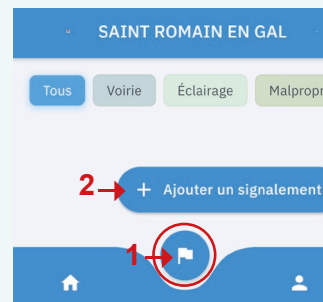 SAINT ROMAIN EN GAL
Tous Voirie Éclairage Malpropr
2 + Ajouter un signalement
1